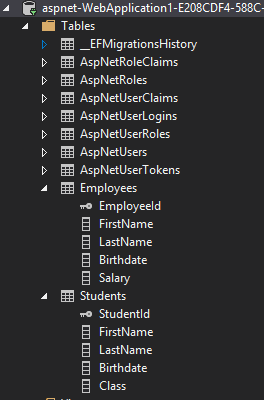 aspnet-WebApplication1-E208CDF4-588C-
Tables
__EFMigrationsHistory
AspNetRoleClaims
AspNetRoles
AspNetUserClaims
AspNetUserLogins
AspNetUserRoles
AspNetUsers
AspNetUserTokens
Employees
EmployeeId
FirstName
LastName
Birthdate
Salary
Students
StudentId
FirstName
LastName
Birthdate
Class